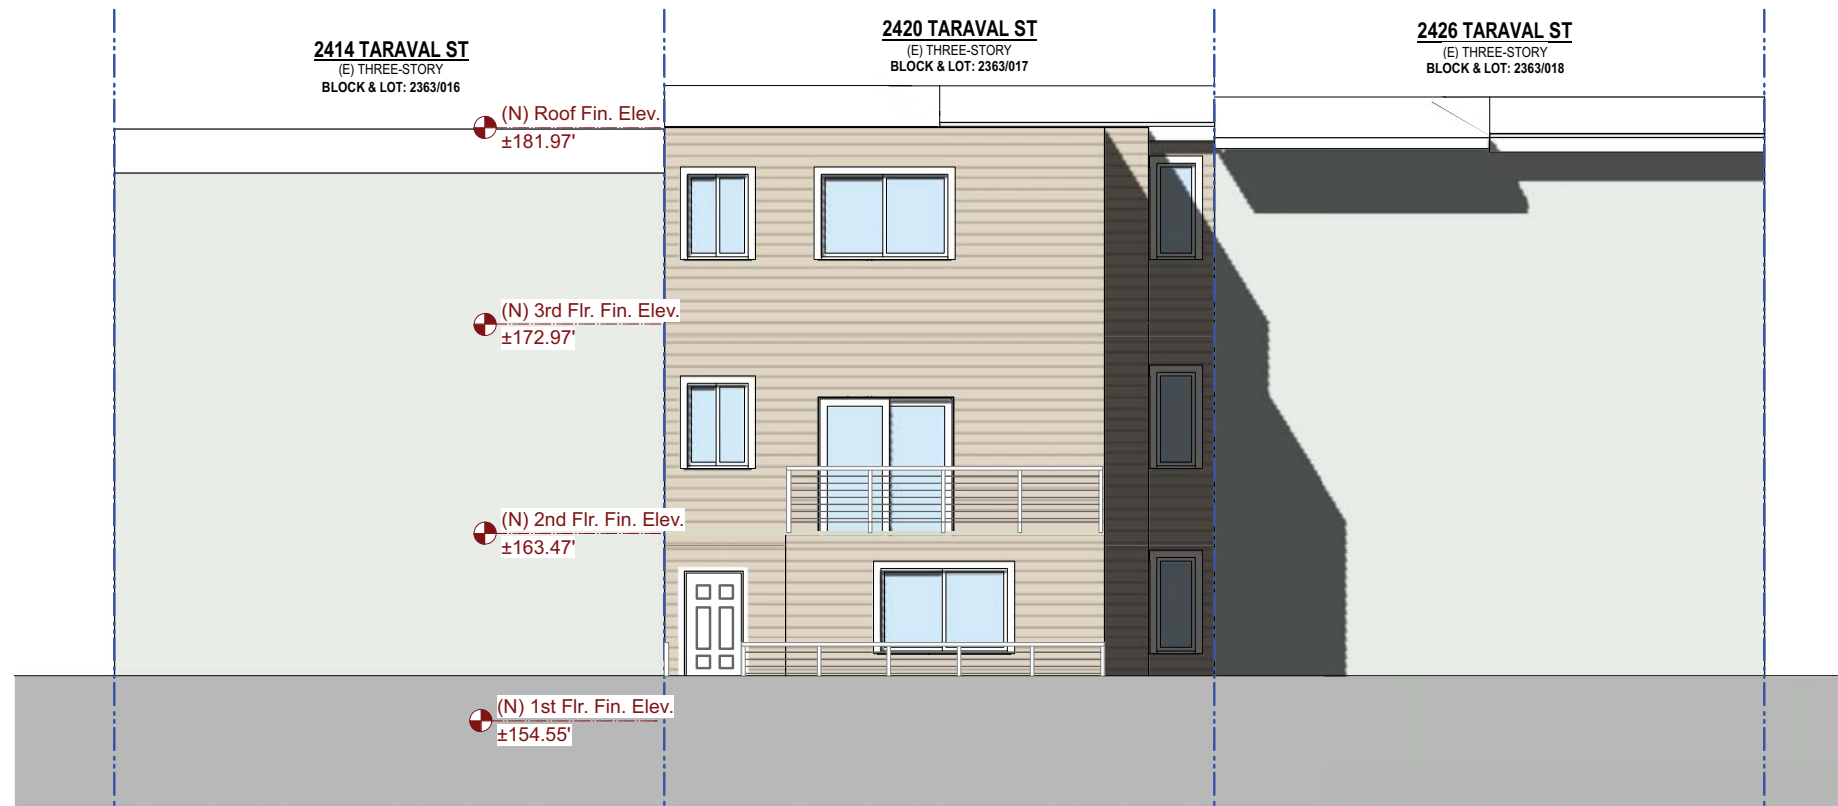 2414 TARAVAL ST
(E) THREE-STORY
BLOCK & LOT: 2363/016
2420 TARAVAL ST
(E) THREE-STORY
BLOCK & LOT: 2363/017
2426 TARAVAL ST
(E) THREE-STORY
BLOCK & LOT: 2363/018
(N) Roof Fin. Elev.
±181.97'
(N) 3rd Flr. Fin. Elev.
±172.97'
(N) 2nd Flr. Fin. Elev.
±163.47'
(N) 1st Flr. Fin. Elev.
±154.55'